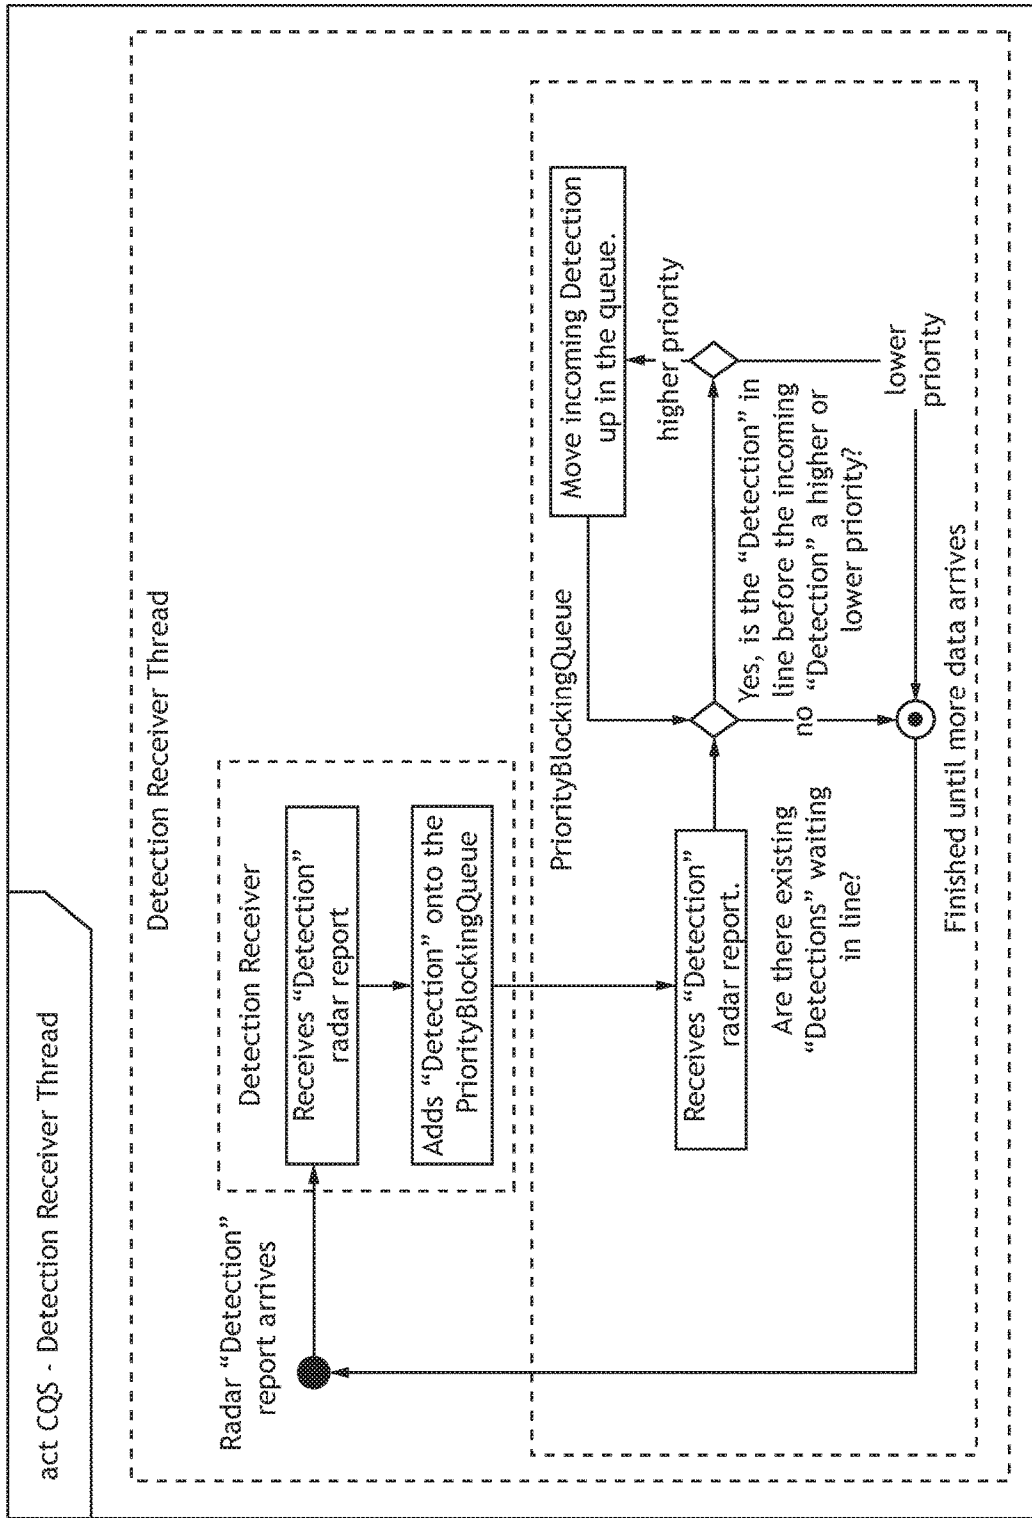 act CQS - Detection Receiver Thread
Detection Receiver Thread
Radar “Detection”
report arrives
Detection Receiver
Receives “Detection”
radar report
Adds “Detection” onto the
PriorityBlockingQueue
PriorityBlockingQueue
Receives “Detection”
radar report.
Are there existing
“Detections” waiting
in line?
no
Yes, is the “Detection” in
line before the incoming
“Detection” a higher or
lower priority?
Move incoming Detection
up in the queue.
higher priority
lower
priority
Finished until more data arrives